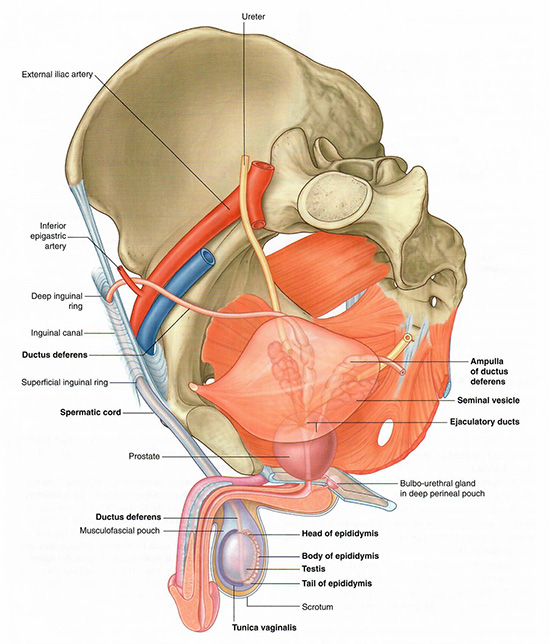 Ureter
External iliac artery
Inferior
epigastric
artery
Deep inguinal
ring
Inguinal canal
Ductus deferens
Superficial inguinal ring
Spermatic cord
Prostate
Ductus deferens
Musculofascial pouch
Ampulla
of ductus
deferens
Seminal vesicle
Ejaculatory ducts
Bulbo-urethral gland
in deep perineal pouch
Head of epididymis
Body of epididymis
Testis
Tail of epididymis
Scrotum
Tunica vaginalis